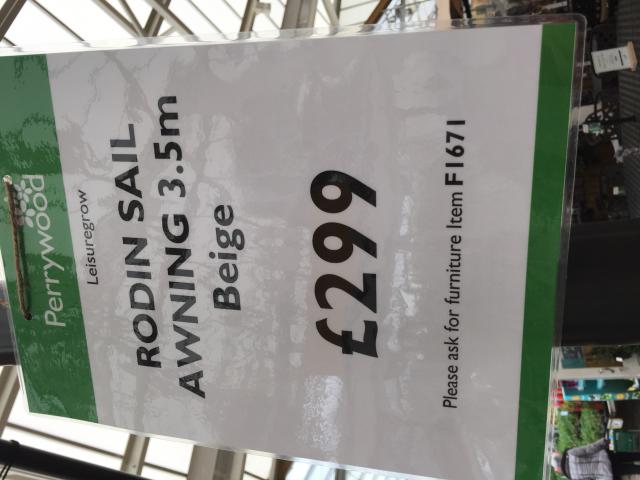 Perrywood
Leisuregrow
RODIN SAIL
AWNING 3.5m
Beige
£299
Please ask for furniture Item F1671